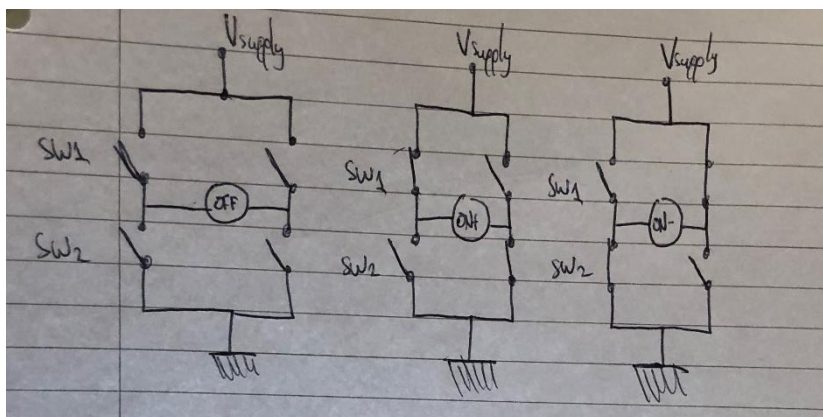 Vsupply
SW1
OFF
SW2
Vsupply
SW1
ON+
SW2
Vsupply
SW1
ON-
SW2